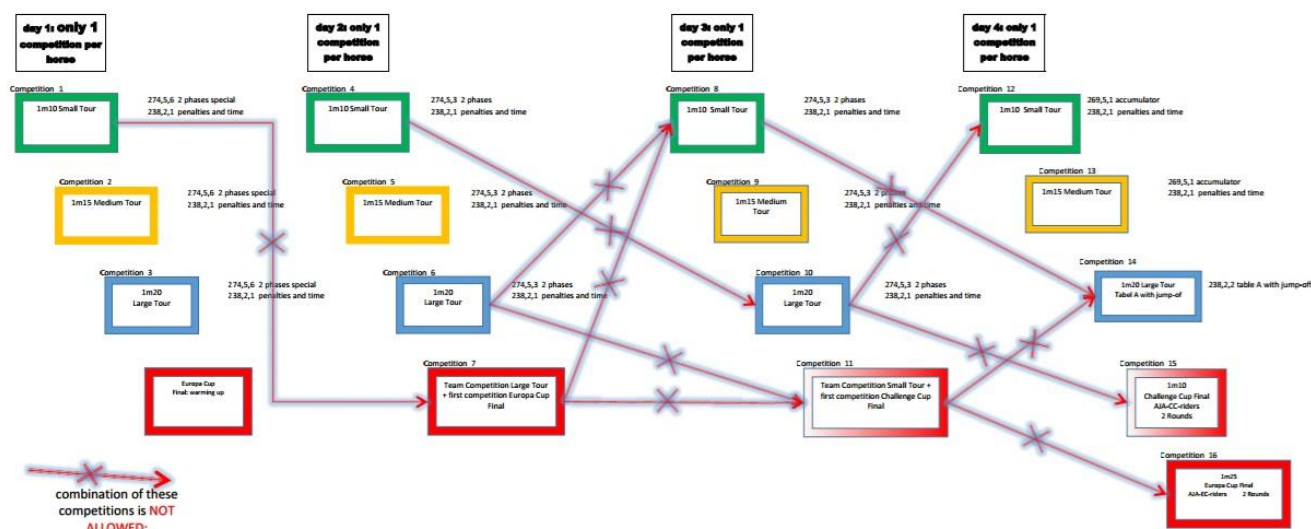 day 1: only 1
competition per
horse
day 2: only 1
competition
per horse
day 3: only 1
competition
per horse
day 4: only 1
competition
per horse
Competition 1
1m10 Small Tour
274,5,6 2 phases special
238,2,1 penalties and time
Competition 4
1m10 Small Tour
274,5,3 2 phases
238,2,1 penalties and time
Competition 8
1m10 Small Tour
274,5,3 2 phases
238,2,1 penalties and time
Competition 12
1m10 Small Tour
269,5,1 accumulator
238,2,1 penalties and time
Competition 2
1m15 Medium Tour
274,5,6 2 phases special
238,2,1 penalties and time
Competition 5
1m15 Medium Tour
274,5,3 2 phases
238,2,1 penalties and time
Competition 9
1m15 Medium
Tour
274,5,3 2 phases
238,2,1 penalties and time
Competition 13
1m15 Medium Tour
269,5,1 accumulator
238,2,1 penalties and time
Competition 3
1m20
Large Tour
274,5,6 2 phases special
238,2,1 penalties and time
Competition 6
1m20
Large Tour
274,5,3 2 phases
238,2,1 penalties and time
Competition 10
1m20
Large Tour
274,5,3 2 phases
238,2,1 penalties and time
Competition 14
1m20 Large Tour
Tabel A with jump-of
238,2,2 table A with jump-off
Europa Cup
Final: warming up
Competition 7
Team Competition Large Tour
+ first competition Europa Cup
Final
Competition 11
Team Competition Small Tour +
first competition Challenge Cup
Final
Competition 15
1m10
Challenge Cup Final
AJA-CC-riders
2 Rounds
Competition 16
1m25
Europa Cup Final
AJA-EC-riders 2 Rounds
combination of these
competitions is NOT
ALLOWED: